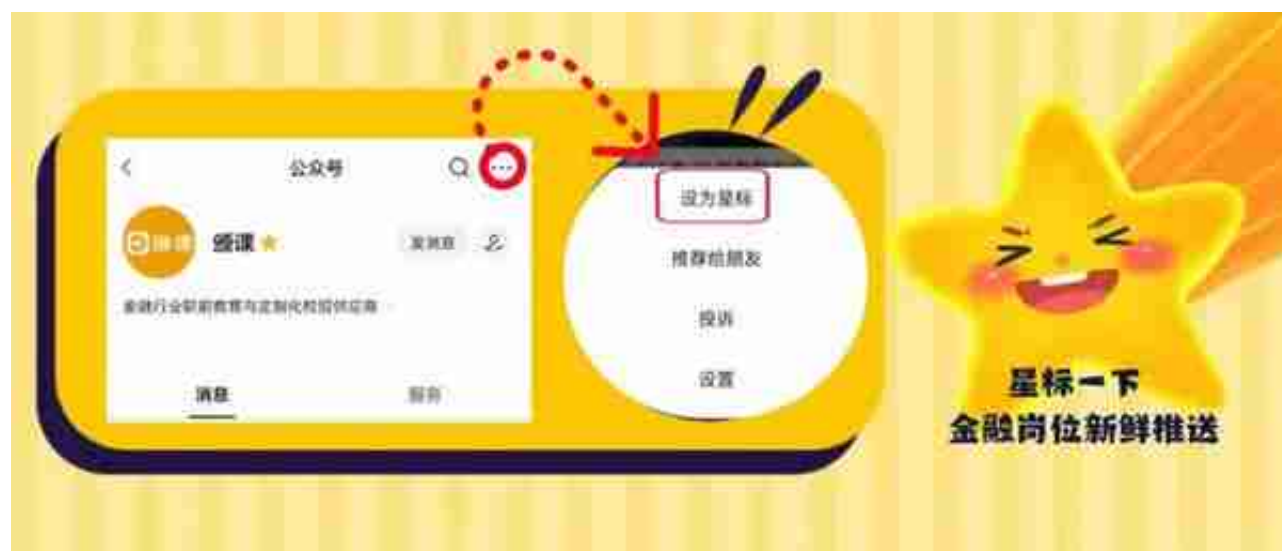 公众号
颁课
发消息
金融行业职前教育与定制化校招供应商
消息
服务
设为星标
推荐给朋友
投诉
设置
星标一下
金融岗位新鲜推送